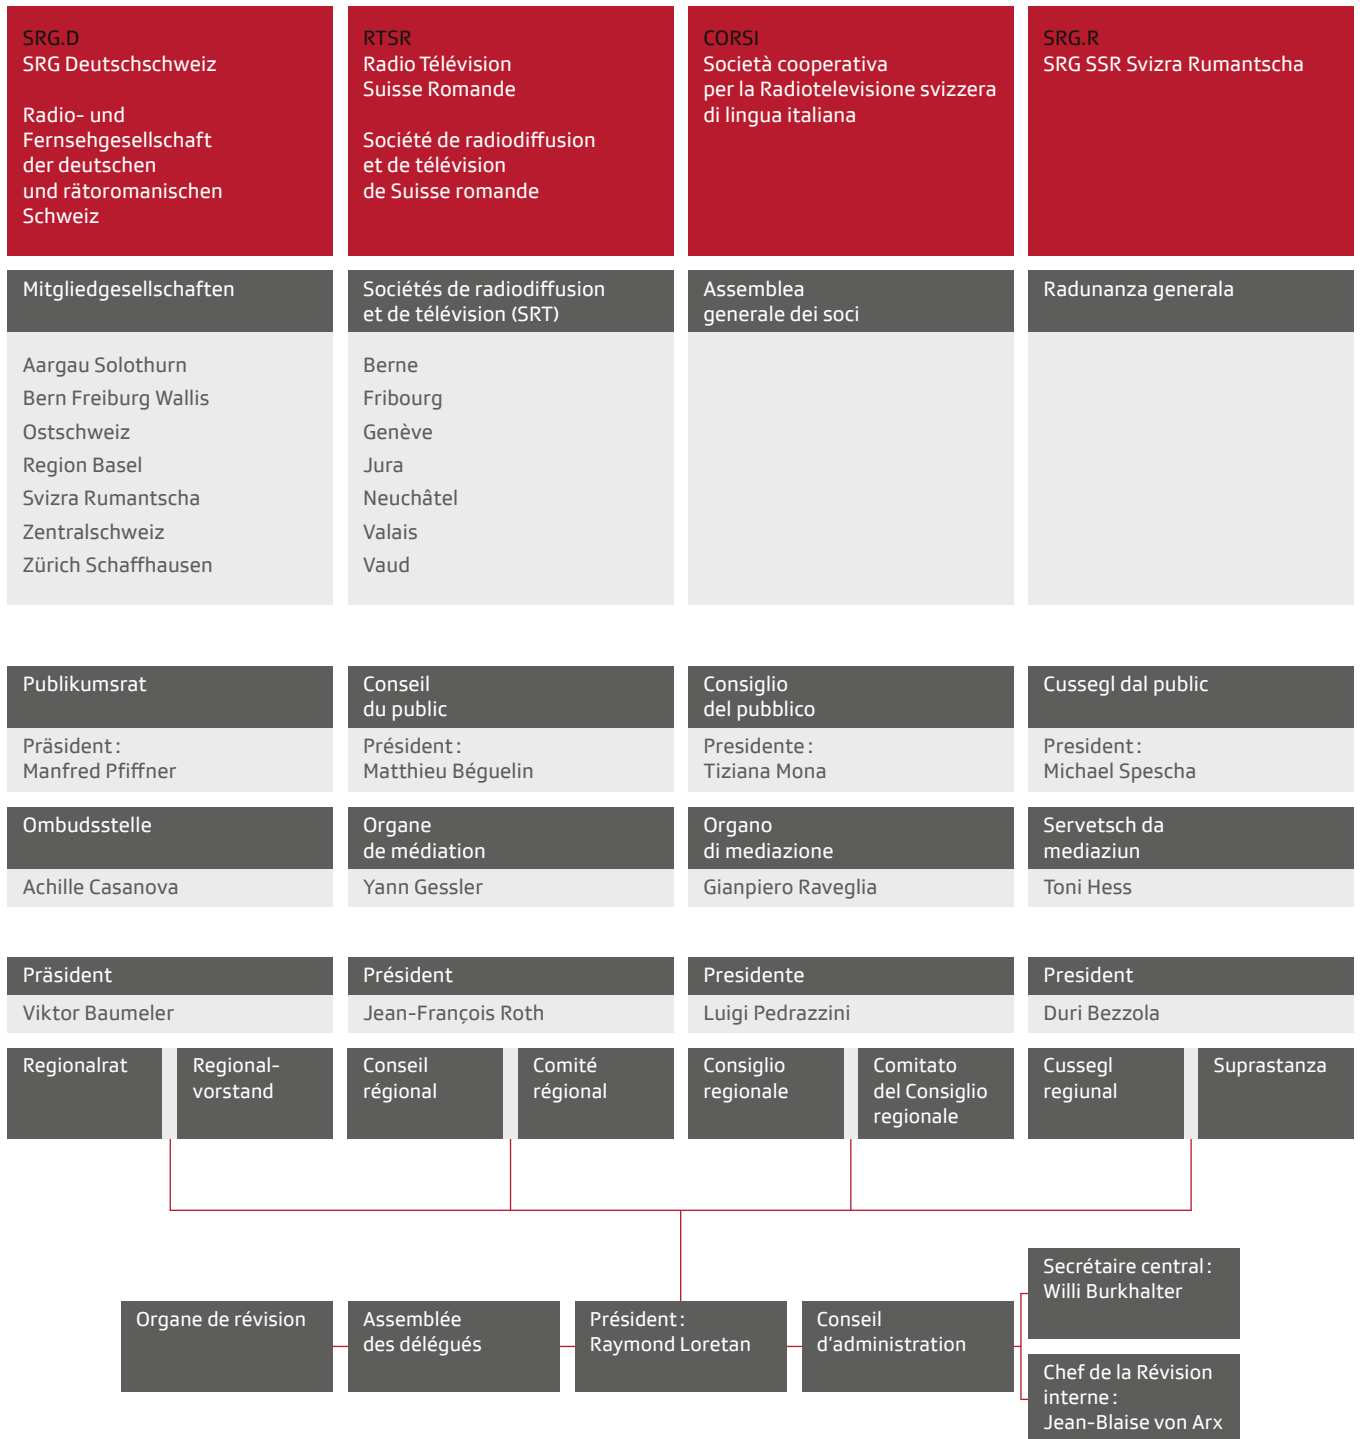 SRG.D
SRG Deutschschweiz
Radio- und
Fernsehgesellschaft
der deutschen
und rätoromanischen
Schweiz
RTSR
Radio Télévision
Suisse Romande
Société de radiodiffusion
et de télévision
de Suisse romande
CORSI
Società cooperativa
per la Radiotelevisione svizzera
di lingua italiana
SRG.R
SRG SSR Svizra Rumantscha
Mitgliedgesellschaften
Sociétés de radiodiffusion
et de télévision (SRT)
Assemblea
generale dei soci
Radunanza generala
Aargau Solothurn
Bern Freiburg Wallis
Ostschweiz
Region Basel
Svizra Rumantscha
Zentralschweiz
Zürich Schaffhausen
Berne
Fribourg
Genève
Jura
Neuchâtel
Valais
Vaud
Publikumsrat
Conseil
du public
Consiglio
del pubblico
Cussegl dal public
Präsident :
Manfred Pfiffner
Président :
Matthieu Béguelin
Presidente :
Tiziana Mona
President :
Michael Spescha
Ombudsstelle
Organe
de médiation
Organo
di mediazione
Servetsch da
mediaziun
Achille Casanova
Yann Gessler
Gianpiero Raveglia
Toni Hess
Präsident
Président
Presidente
President
Viktor Baumeler
Jean-François Roth
Luigi Pedrazzini
Duri Bezzola
Regionalrat
Regional-
vorstand
Conseil
régional
Comité
régional
Consiglio
regionale
Comitato
del Consiglio
regionale
Cussegl
regiunal
Suprastanza
Organe de révision
Assemblée
des délégués
Président :
Raymond Loretan
Conseil
d'administration
Secrétaire central :
Willi Burkhalter
Chef de la Révision
interne :
Jean-Blaise von Arx